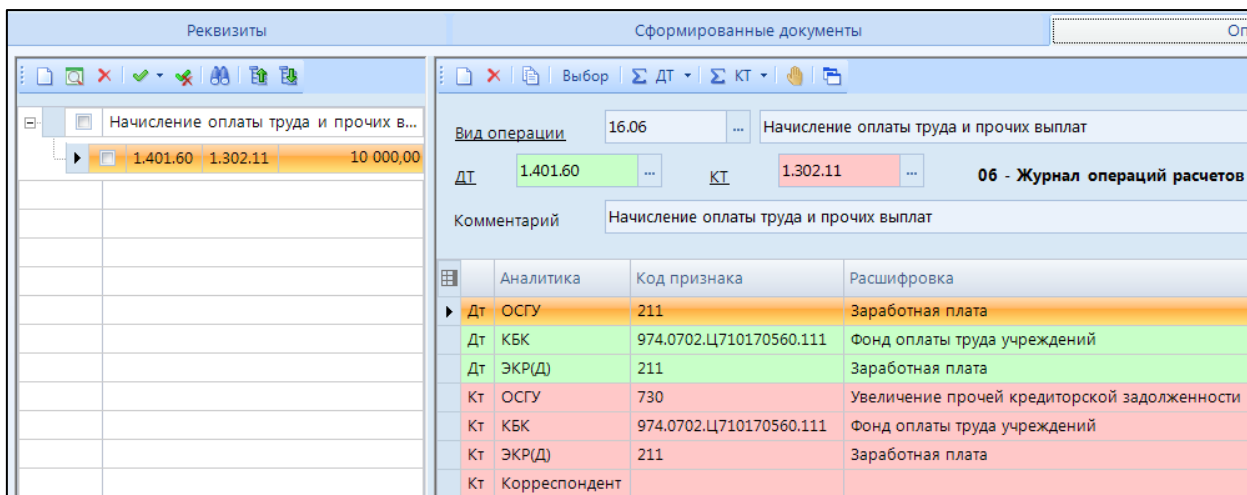 Реквизиты
Сформированные документы
Оп
Выбор Σ ДТ Σ КТ
Начисление оплаты труда и прочих в...
1.401.60 1.302.11 10 000,00
Вид операции 16.06 ... Начисление оплаты труда и прочих выплат
ДТ 1.401.60 ... КТ 1.302.11 ... 06 - Журнал операций расчетов
Комментарий Начисление оплаты труда и прочих выплат
Аналитика Код признака Расшифровка
Дт ОСГУ 211 Заработная плата
Дт КБК 974.0702.Ц710170560.111 Фонд оплаты труда учреждений
Дт ЭКР(Д) 211 Заработная плата
Кт ОСГУ 730 Увеличение прочей кредиторской задолженности
Кт КБК 974.0702.Ц710170560.111 Фонд оплаты труда учреждений
Кт ЭКР(Д) 211 Заработная плата
Кт Корреспондент